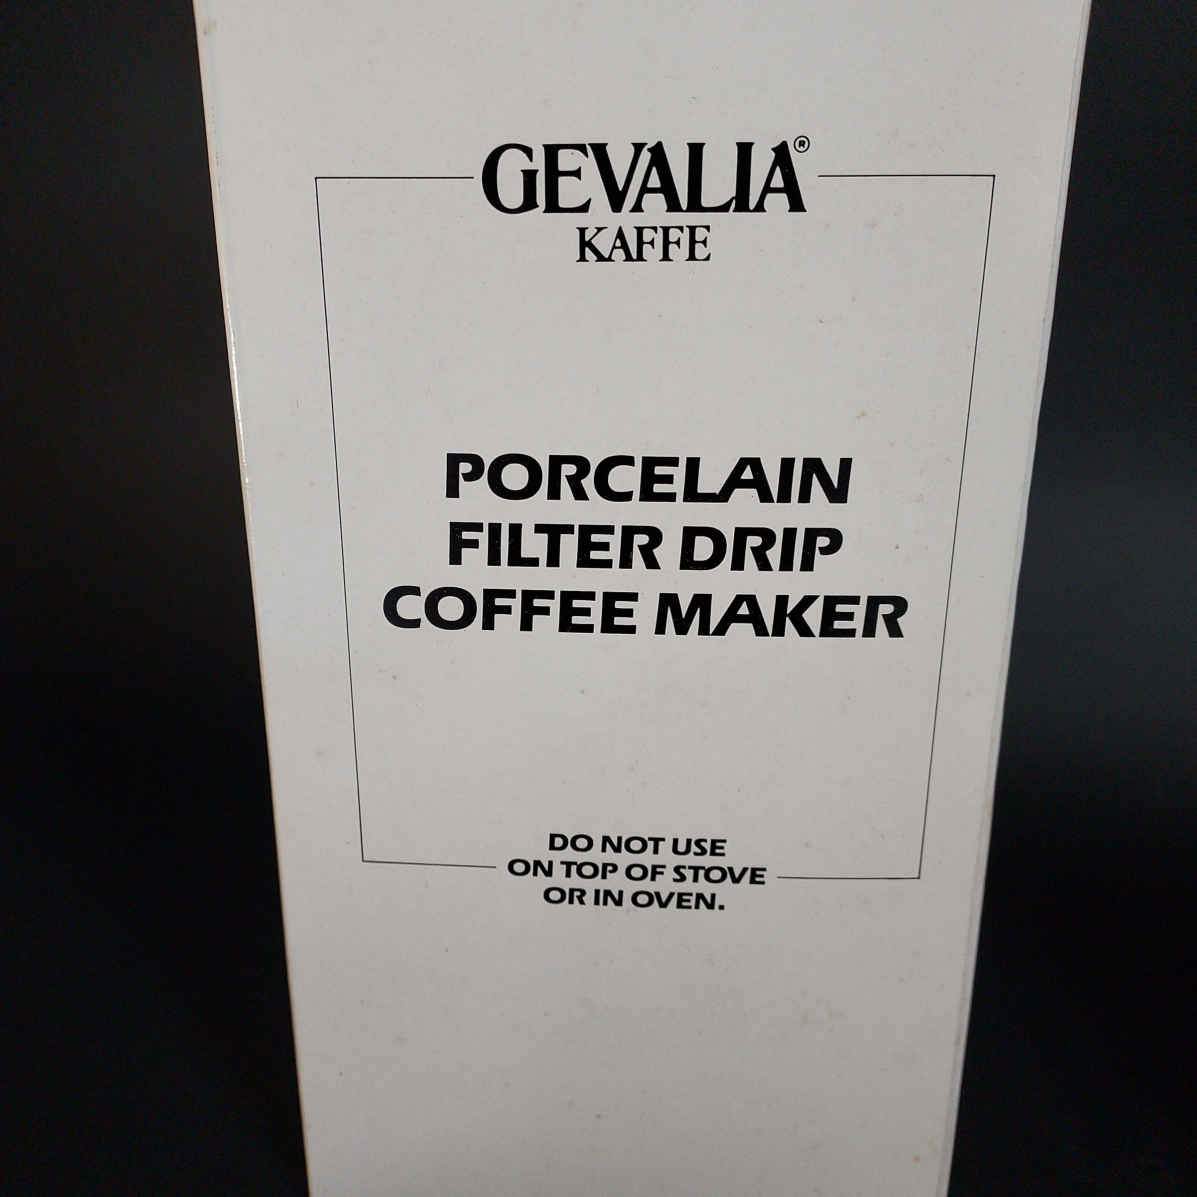 GEVALIA®
KAFFE
PORCELAIN
FILTER DRIP
COFFEE MAKER
DO NOT USE
ON TOP OF STOVE
OR IN OVEN.